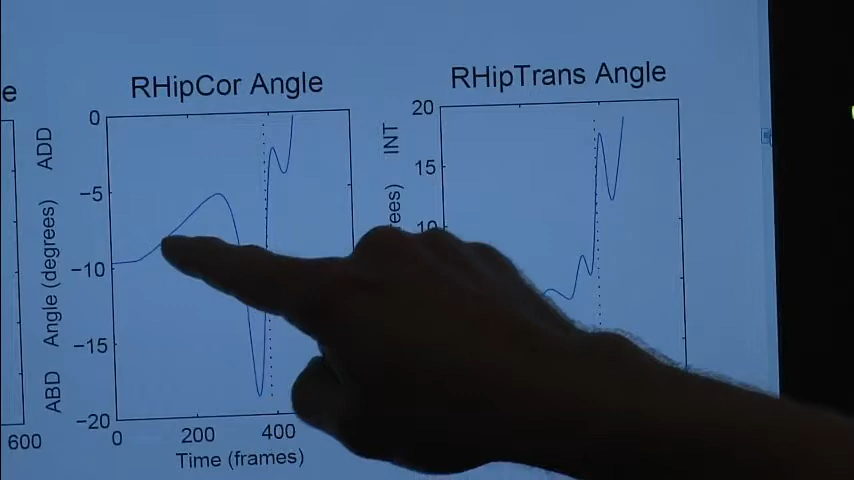 e
600
RHipCor Angle
ADD
Angle (degrees)
ABD
0
−5
−10
−15
−20
0
200
400
Time (frames)
RHipTrans Angle
INT
20
15